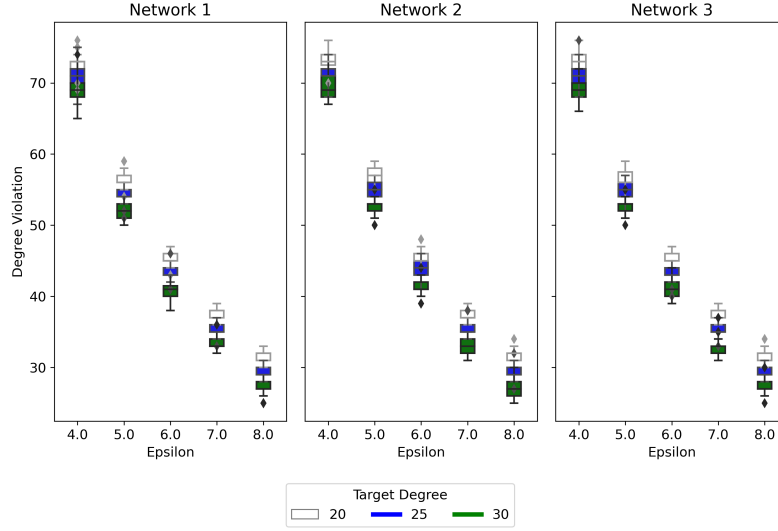 Network 1
Network 2
Network 3
Degree Violation
70
60
50
40
30
4.0 5.0 6.0 7.0 8.0
4.0 5.0 6.0 7.0 8.0
4.0 5.0 6.0 7.0 8.0
Epsilon
Epsilon
Epsilon
Target Degree
20 25 30